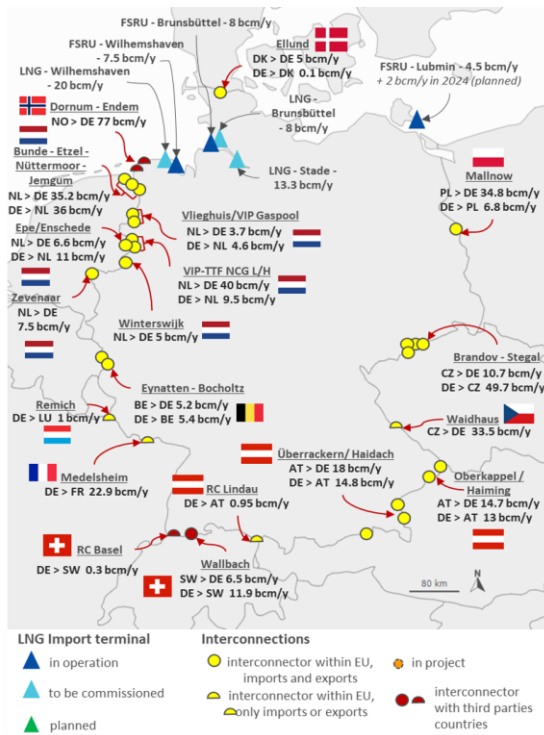 FSRU - Brunsbüttel - 8 bcm/y
FSRU - Wilhemshaven
- 7.5 bcm/y
LNG - Wilhemshaven
- 20 bcm/y
Ellund
DK > DE 5 bcm/y
DE > DK 0.1 bcm/y
FSRU - Lubmin - 4.5 bcm/y
+ 2 bcm/y in 2024 (planned)
LNG -
Brunsbüttel
- 8 bcm/y
LNG - Stade -
13.3 bcm/y
Dornum - Endem
NO > DE 77 bcm/y
Bunde - Etzel -
Nüttermoor -
Jemgum
NL > DE 35.2 bcm/y
DE > NL 36 bcm/y
Mallnow
PL > DE 34.8 bcm/y
DE > PL 6.8 bcm/y
Vlieghuis/VIP Gaspool
NL > DE 3.7 bcm/y
DE > NL 4.6 bcm/y
Epe/Enschede
NL > DE 6.6 bcm/y
DE > NL 11 bcm/y
VIP-TTF NCG L/H
NL > DE 40 bcm/y
DE > NL 9.5 bcm/y
Zevenaar
NL > DE
7.5 bcm/y
Winterswijk
NL > DE 5 bcm/y
Brandov - Stegal
CZ > DE 10.7 bcm/y
DE > CZ 49.7 bcm/y
Eynatten - Bocholtz
BE > DE 5.2 bcm/y
DE > BE 5.4 bcm/y
Remich
DE > LU 1 bcm/y
Waidhaus
CZ > DE 33.5 bcm/y
Medelsheim
DE > FR 22.9 bcm/y
Überrackern/ Haidach
AT > DE 18 bcm/y
DE > AT 14.8 bcm/y
Oberkappel /
Haiming
AT > DE 14.7 bcm/y
DE > AT 13 bcm/y
RC Lindau
DE > AT 0.95 bcm/y
RC Basel
DE > SW 0.3 bcm/y
Wallbach
SW > DE 6.5 bcm/y
DE > SW 11.9 bcm/y
80 km
N
LNG Import terminal
in operation
to be commissioned
planned
Interconnections
interconnector within EU,
imports and exports
interconnector within EU,
only imports or exports
in project
interconnector
with third parties
countries